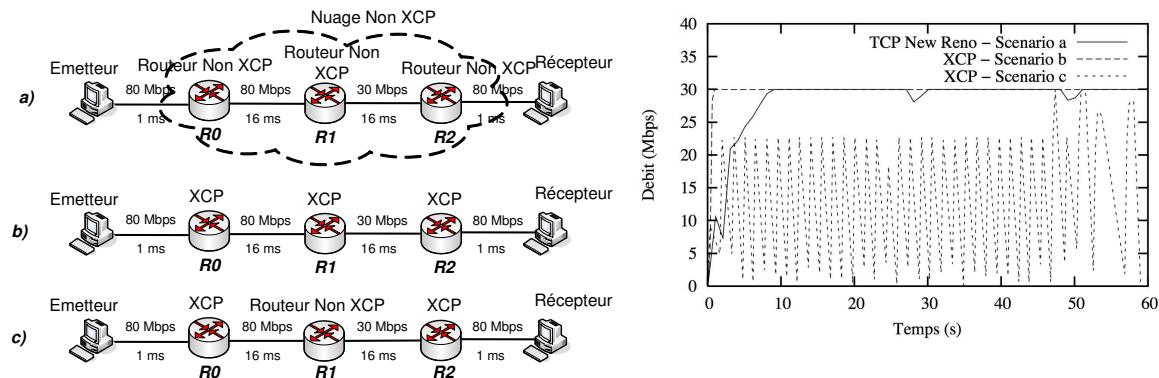 Nuage Non XCP
Emetteur
Routeur Non XCP
Routeur Non
XCP
Routeur Non XCP
Récepteur
a)
80 Mbps
80 Mbps
30 Mbps
80 Mbps
1 ms
16 ms
16 ms
1 ms
R0
R1
R2
Emetteur
XCP
XCP
XCP
Récepteur
b)
80 Mbps
80 Mbps
30 Mbps
80 Mbps
1 ms
16 ms
16 ms
1 ms
R0
R1
R2
Emetteur
XCP
Routeur Non XCP
XCP
Récepteur
c)
80 Mbps
80 Mbps
30 Mbps
80 Mbps
1 ms
16 ms
16 ms
1 ms
R0
R1
R2
40
35
30
25
20
15
10
5
0
Debit (Mbps)
TCP New Reno – Scenario a
XCP – Scenario b
XCP – Scenario c
0 10 20 30 40 50 60
Temps (s)